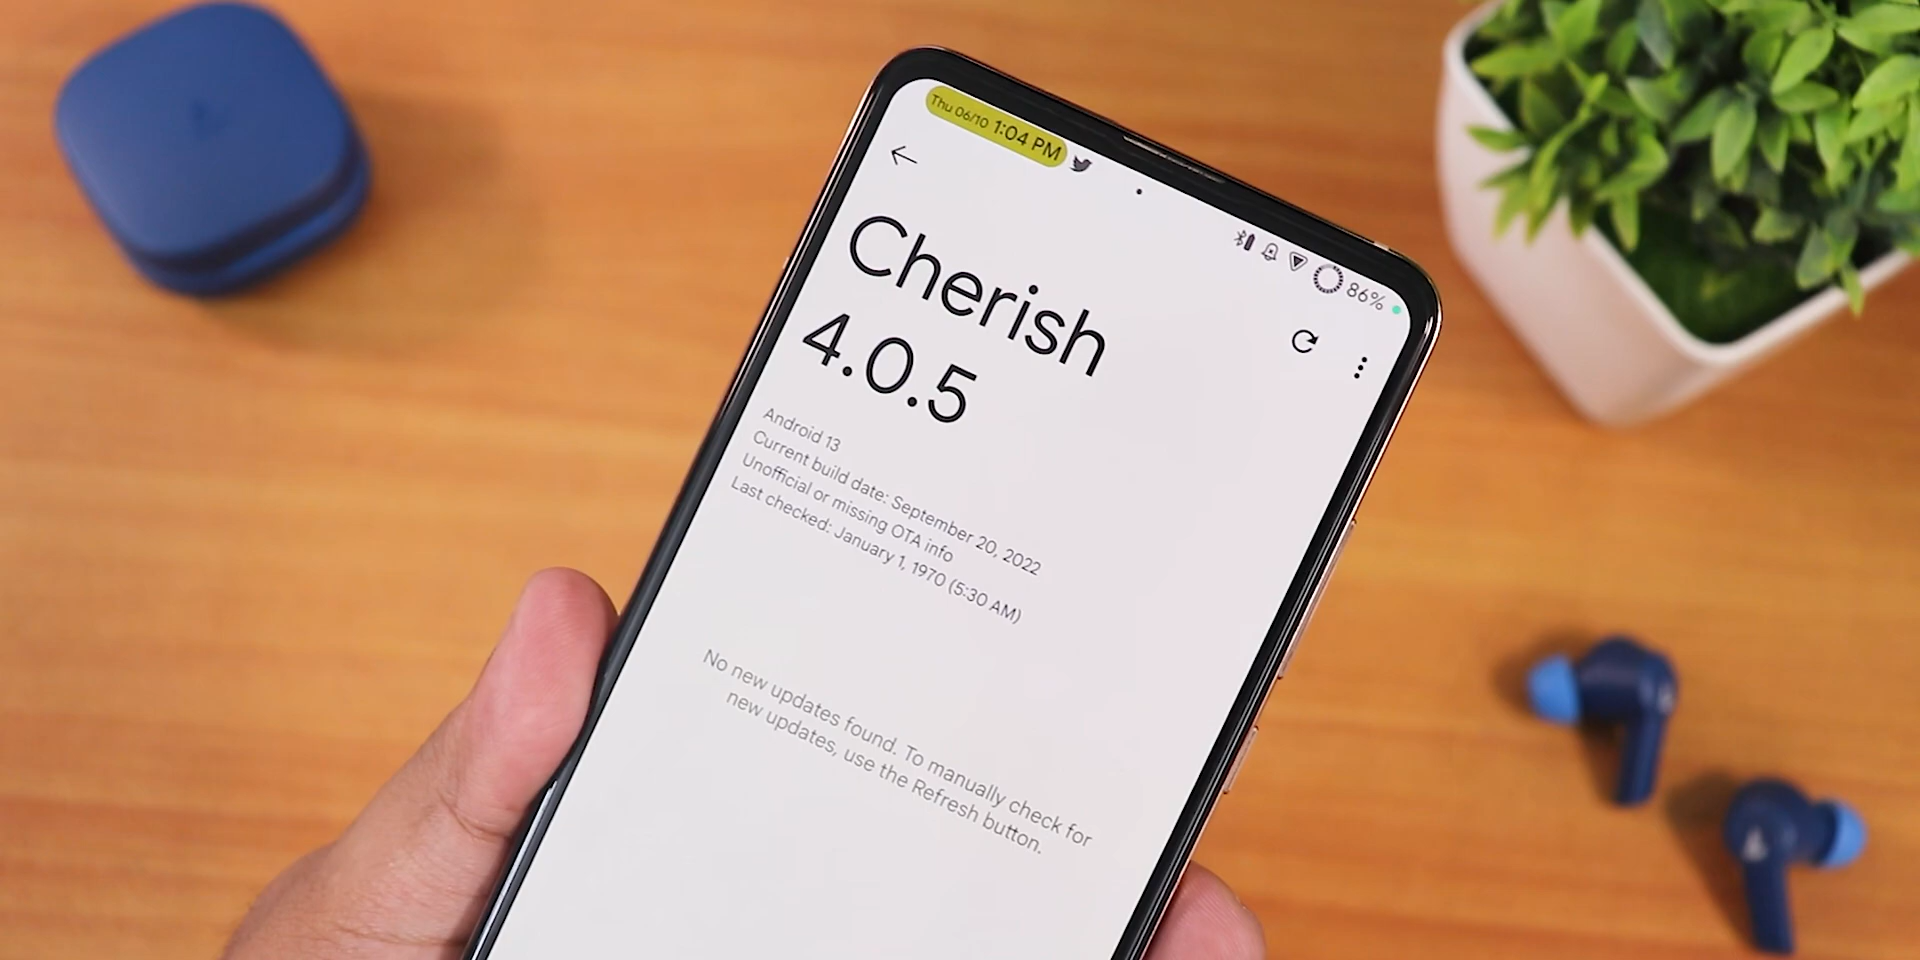 Thu 06/10 1:04 PM
86%
Cherish
4.0.5
Android 13
Current build date: September 20, 2022
Unofficial or missing OTA info
Last checked: January 1, 1970 (5:30 AM)
No new updates found. To manually check for
new updates, use the Refresh button.